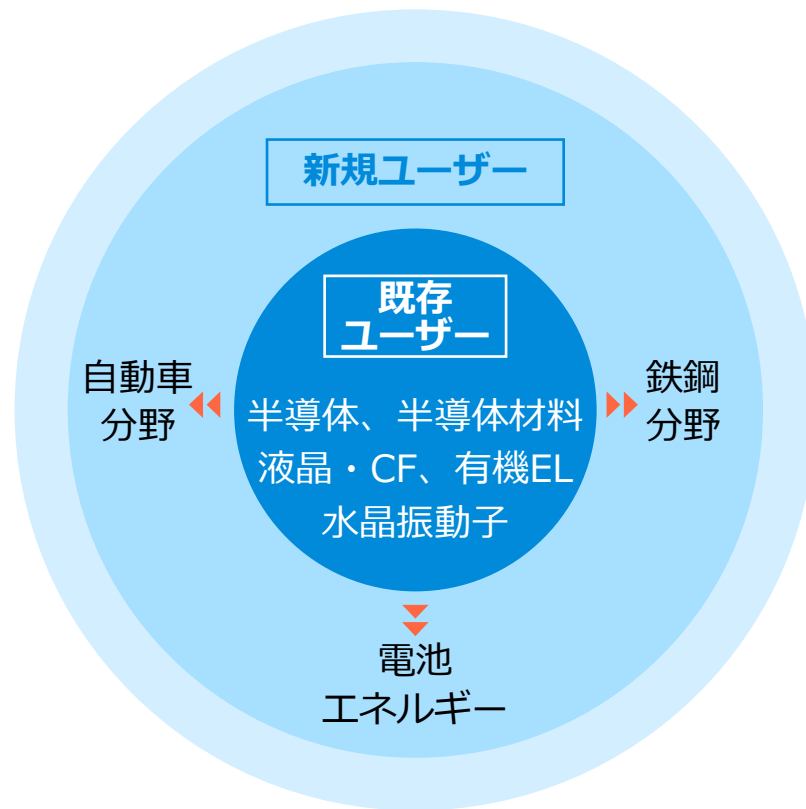 新規ユーザー
既存
ユーザー
自動車
分野
半導体、半導体材料
液晶・CF、有機EL
水晶振動子
鉄鋼
分野
電池
エネルギー